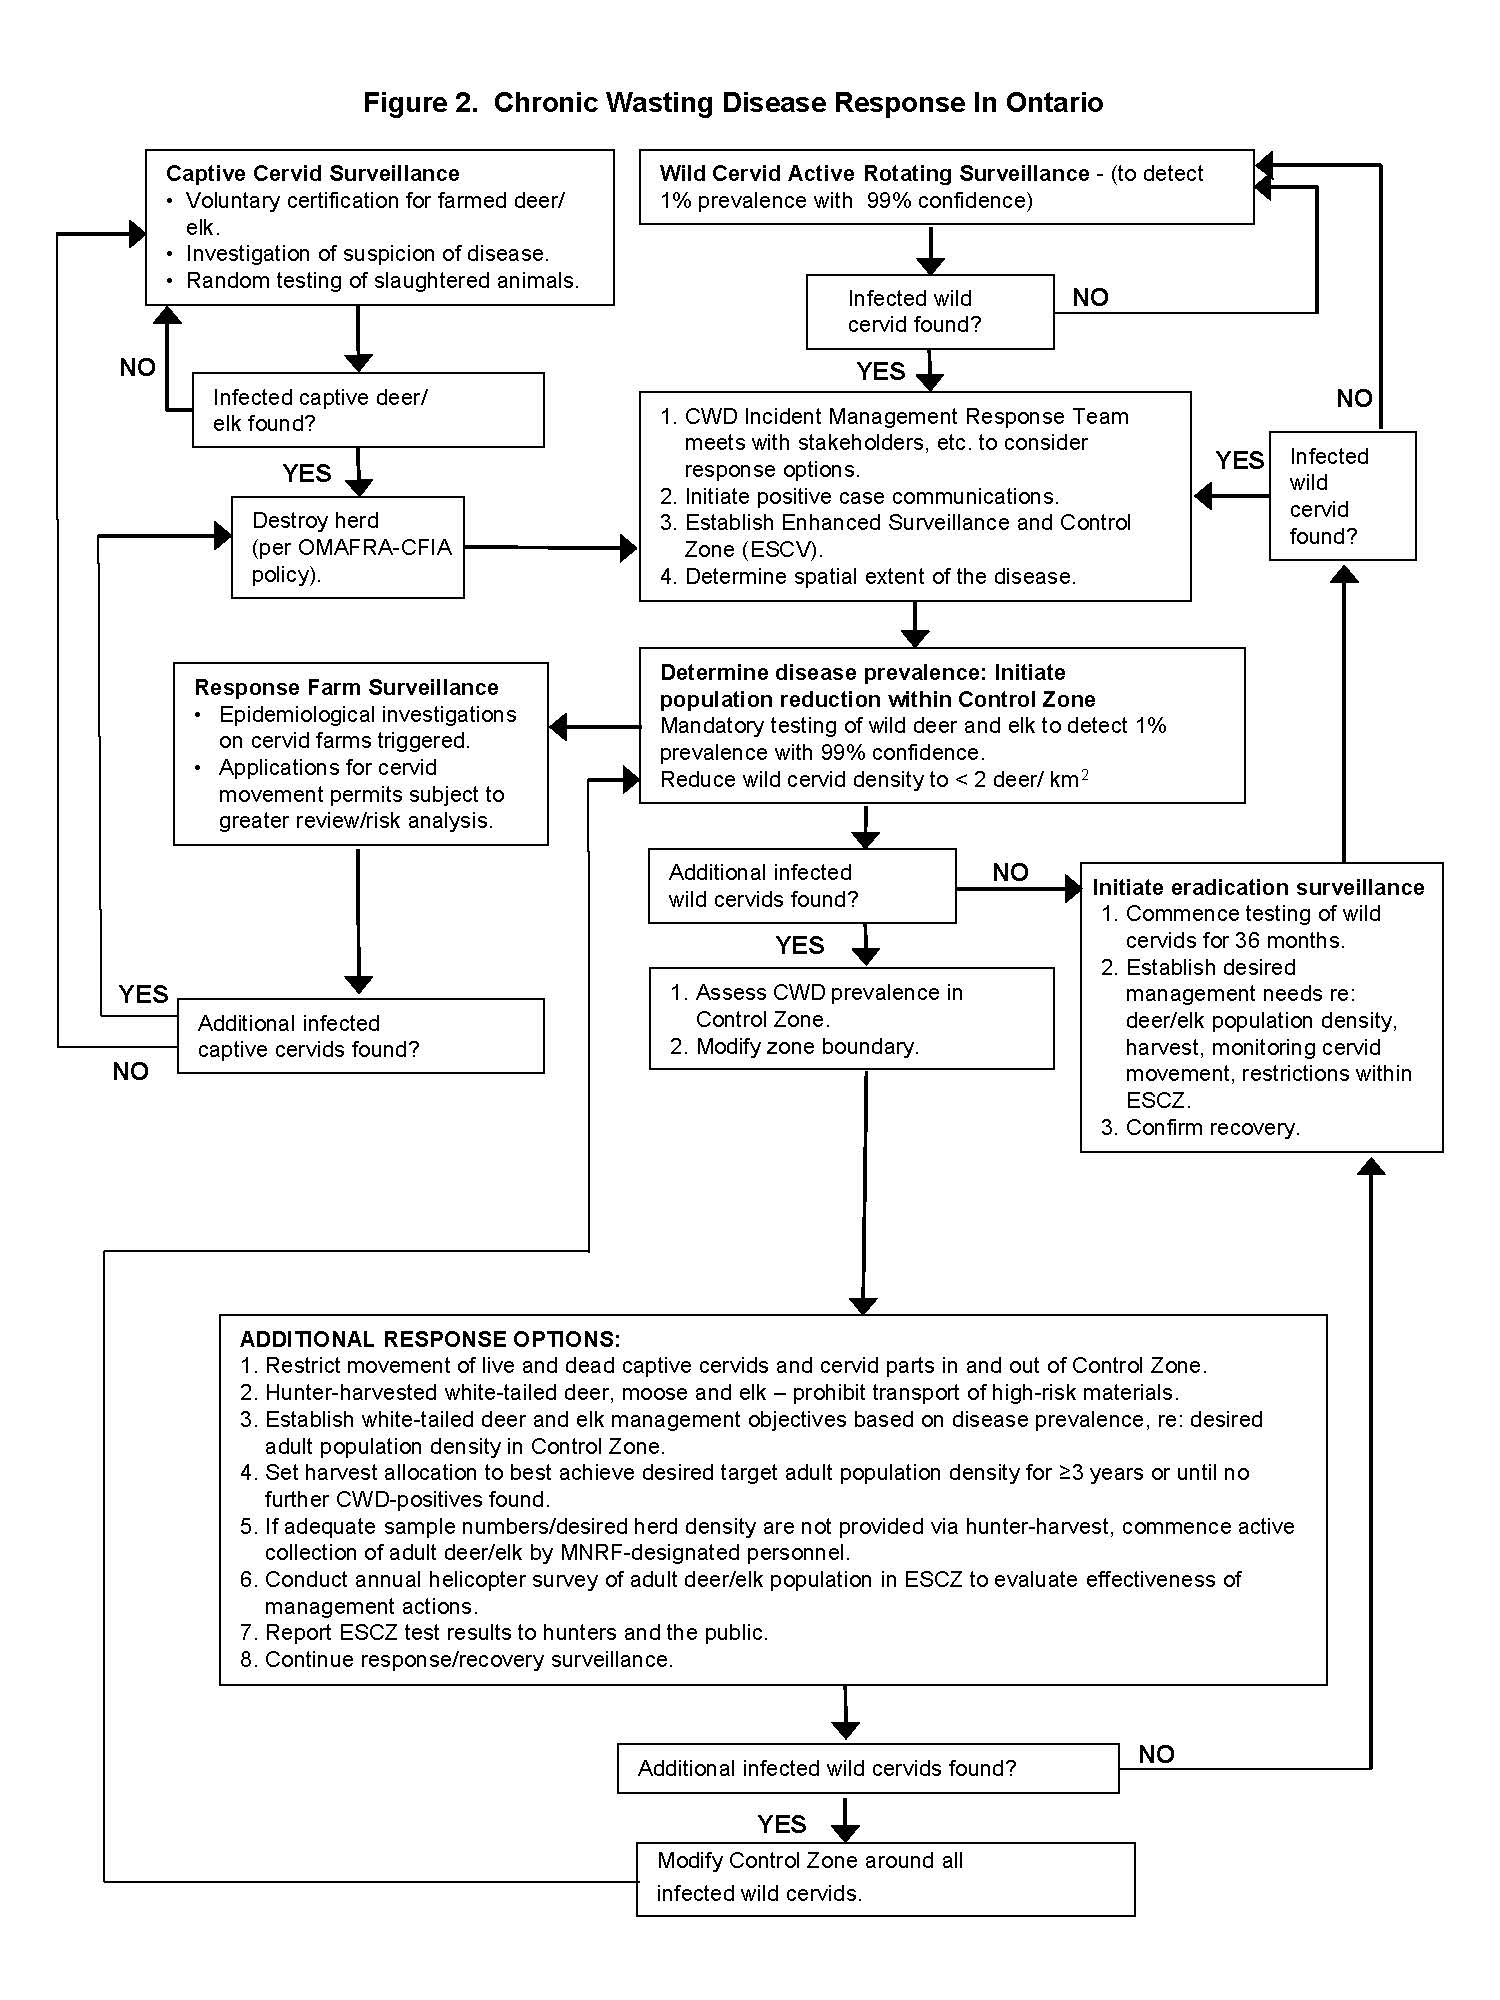 Figure 2. Chronic Wasting Disease Response In Ontario
Captive Cervid Surveillance
• Voluntary certification for farmed deer/
elk.
• Investigation of suspicion of disease.
• Random testing of slaughtered animals.
Wild Cervid Active Rotating Surveillance - (to detect
1% prevalence with 99% confidence)
Infected wild
cervid found?
NO
YES
NO
Infected captive deer/
elk found?
YES
Destroy herd
(per OMAFRA-CFIA
policy).
1. CWD Incident Management Response Team
meets with stakeholders, etc. to consider
response options.
2. Initiate positive case communications.
3. Establish Enhanced Surveillance and Control
Zone (ESCV).
4. Determine spatial extent of the disease.
NO
YES
Infected
wild
cervid
found?
Response Farm Surveillance
• Epidemiological investigations
on cervid farms triggered.
• Applications for cervid
movement permits subject to
greater review/risk analysis.
Determine disease prevalence: Initiate
population reduction within Control Zone
Mandatory testing of wild deer and elk to detect 1%
prevalence with 99% confidence.
Reduce wild cervid density to < 2 deer/ km²
Additional infected
wild cervids found?
NO
YES
Initiate eradication surveillance
1. Commence testing of wild
cervids for 36 months.
2. Establish desired
management needs re:
deer/elk population density,
harvest, monitoring cervid
movement, restrictions within
ESCZ.
3. Confirm recovery.
1. Assess CWD prevalence in
Control Zone.
2. Modify zone boundary.
YES
Additional infected
captive cervids found?
NO
ADDITIONAL RESPONSE OPTIONS:
1. Restrict movement of live and dead captive cervids and cervid parts in and out of Control Zone.
2. Hunter-harvested white-tailed deer, moose and elk – prohibit transport of high-risk materials.
3. Establish white-tailed deer and elk management objectives based on disease prevalence, re: desired
adult population density in Control Zone.
4. Set harvest allocation to best achieve desired target adult population density for ≥3 years or until no
further CWD-positives found.
5. If adequate sample numbers/desired herd density are not provided via hunter-harvest, commence active
collection of adult deer/elk by MNRF-designated personnel.
6. Conduct annual helicopter survey of adult deer/elk population in ESCZ to evaluate effectiveness of
management actions.
7. Report ESCZ test results to hunters and the public.
8. Continue response/recovery surveillance.
Additional infected wild cervids found?
NO
YES
Modify Control Zone around all
infected wild cervids.